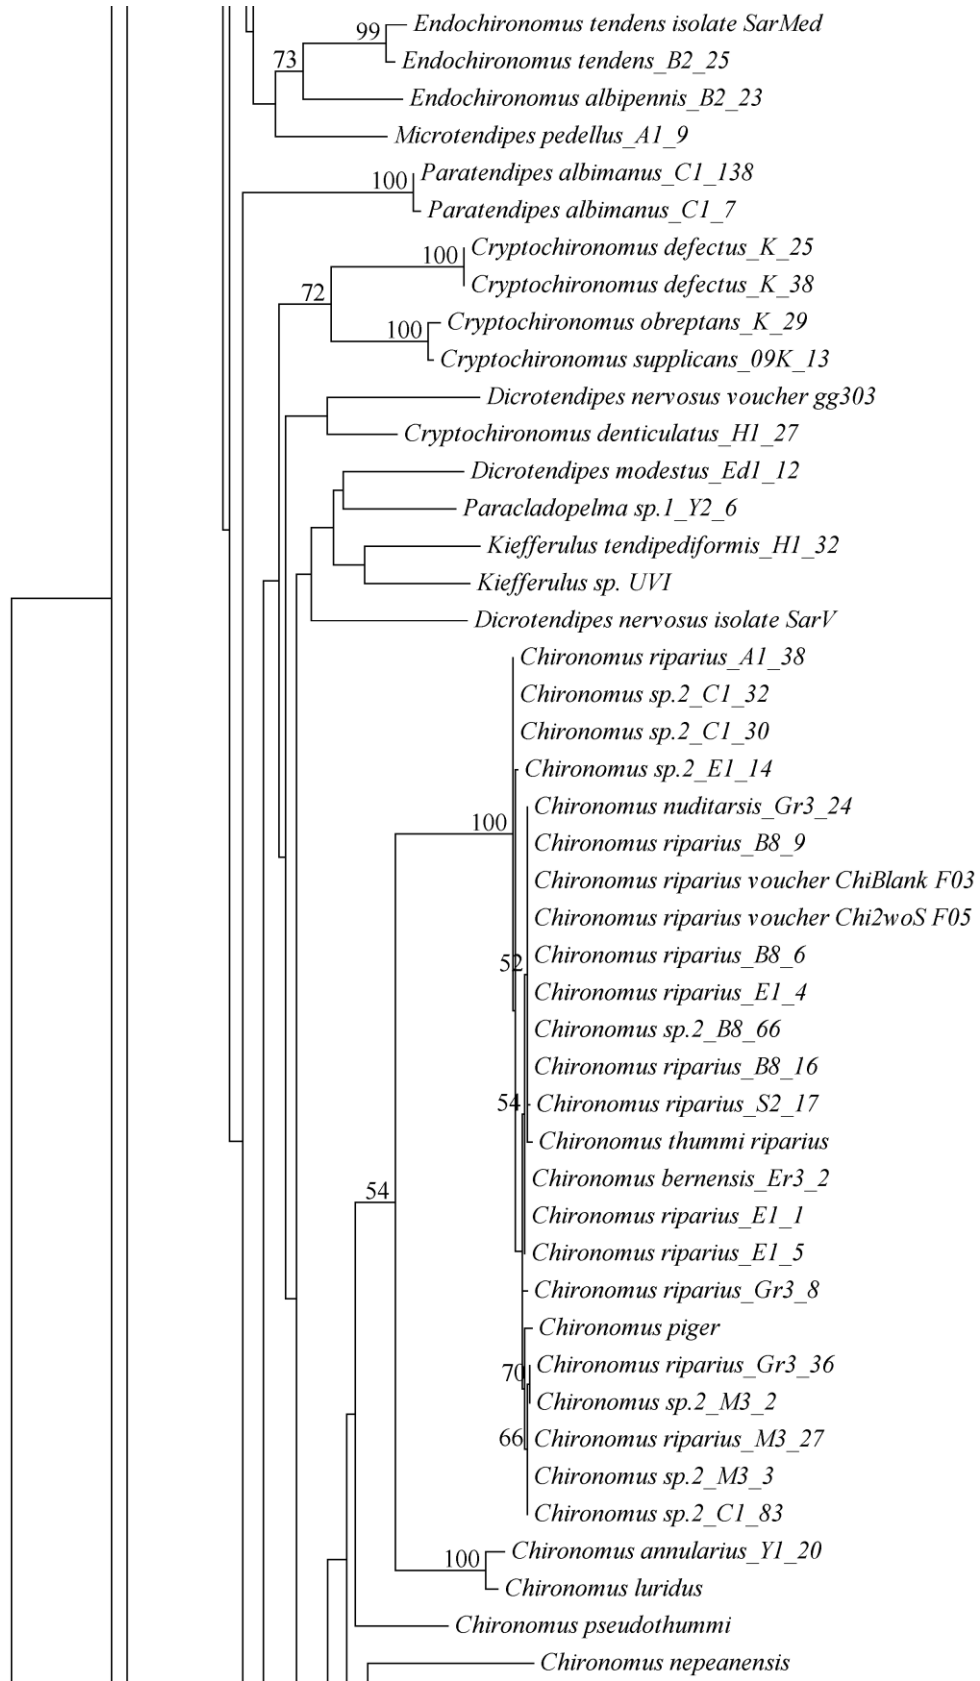 Endochironomus tendens isolate SarMed
99
Endochironomus tendens_B2_25
73
Endochironomus albipennis_B2_23
Microtendipes pedellus_A1_9
Paratendipes albimanus_C1_138
100
Paratendipes albimanus_C1_7
Cryptochironomus defectus_K_25
100
Cryptochironomus defectus_K_38
72
Cryptochironomus obreptans_K_29
100
Cryptochironomus supplicans_09K_13
Dicrotendipes nervosus voucher gg303
Cryptochironomus denticulatus_H1_27
Dicrotendipes modestus_Ed1_12
Paracladopelma sp.1_Y2_6
Kiefferulus tendipediformis_H1_32
Kiefferulus sp. UVI
Dicrotendipes nervosus isolate SarV
Chironomus riparius_A1_38
Chironomus sp.2_C1_32
Chironomus sp.2_C1_30
Chironomus sp.2_E1_14
Chironomus nuditarsis_Gr3_24
100
Chironomus riparius_B8_9
Chironomus riparius voucher ChiBlank F03
Chironomus riparius voucher Chi2woS F05
Chironomus riparius_B8_6
52
Chironomus riparius_E1_4
Chironomus sp.2_B8_66
Chironomus riparius_B8_16
54
Chironomus riparius_S2_17
Chironomus thummi riparius
Chironomus bernensis_Er3_2
54
Chironomus riparius_E1_1
Chironomus riparius_E1_5
Chironomus riparius_Gr3_8
Chironomus piger
Chironomus riparius_Gr3_36
70
Chironomus sp.2_M3_2
66
Chironomus riparius_M3_27
Chironomus sp.2_M3_3
Chironomus sp.2_C1_83
Chironomus annularius_Y1_20
100
Chironomus luridus
Chironomus pseudothummi
Chironomus nepeanensis